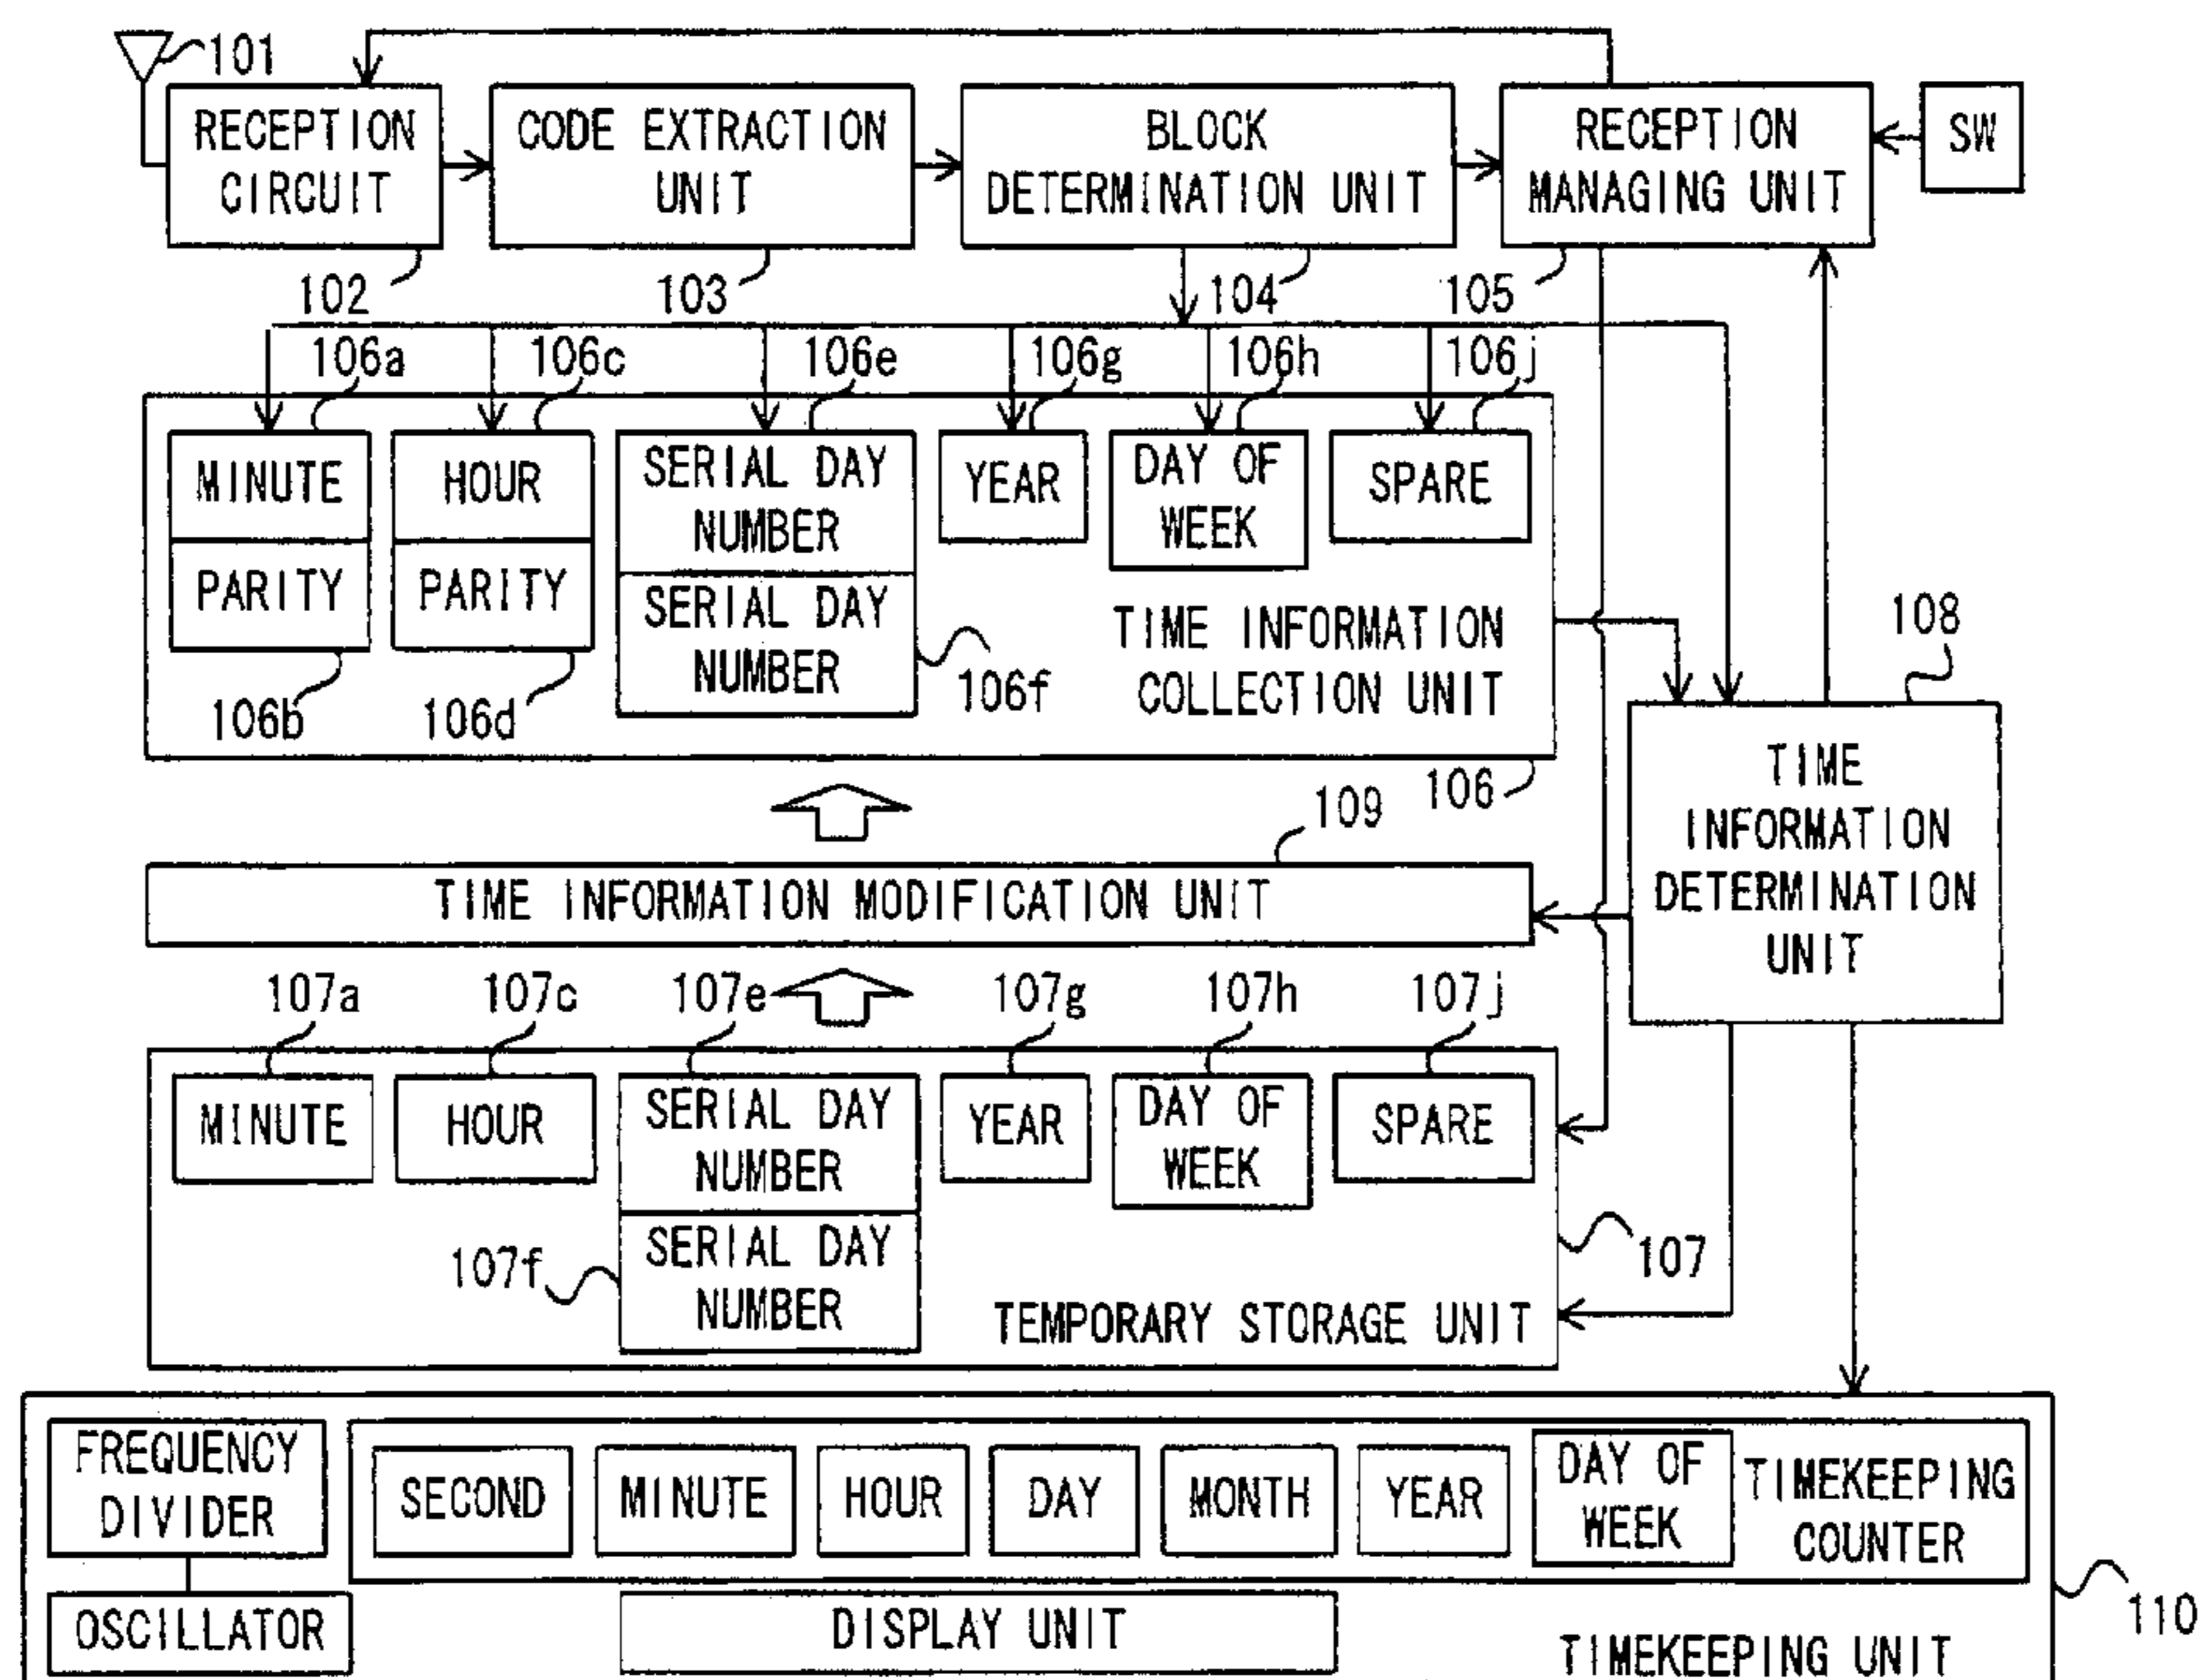 101
RECEPTION
CIRCUIT
CODE EXTRACTION
UNIT
BLOCK
DETERMINATION UNIT
RECEPTION
MANAGING UNIT
SW
102
103
104
105
106a
106c
106e
106g
106h
106j
MINUTE
PARITY
HOUR
PARITY
SERIAL DAY
NUMBER
SERIAL DAY
NUMBER
YEAR
DAY OF
WEEK
SPARE
TIME INFORMATION
COLLECTION UNIT
106b
106d
106f
106
108
TIME
INFORMATION
DETERMINATION
UNIT
109
TIME INFORMATION MODIFICATION UNIT
107a
107c
107e
107g
107h
107j
MINUTE
HOUR
SERIAL DAY
NUMBER
SERIAL DAY
NUMBER
YEAR
DAY OF
WEEK
SPARE
107f
TEMPORARY STORAGE UNIT
107
FREQUENCY
DIVIDER
SECOND
MINUTE
HOUR
DAY
MONTH
YEAR
DAY OF
WEEK
TIMEKEEPING
COUNTER
OSCILLATOR
DISPLAY UNIT
TIMEKEEPING UNIT
110